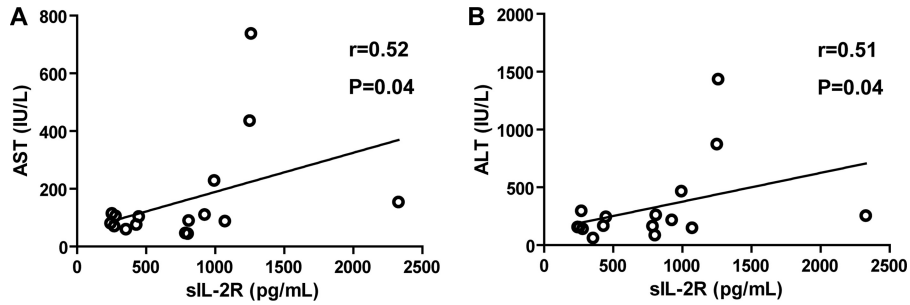 A
800
600
400
200
0
AST (IU/L)
r=0.52
P=0.04
0 500 1000 1500 2000 2500
sIL-2R (pg/mL)
B
2000
1500
1000
500
0
ALT (IU/L)
r=0.51
P=0.04
0 500 1000 1500 2000 2500
sIL-2R (pg/mL)